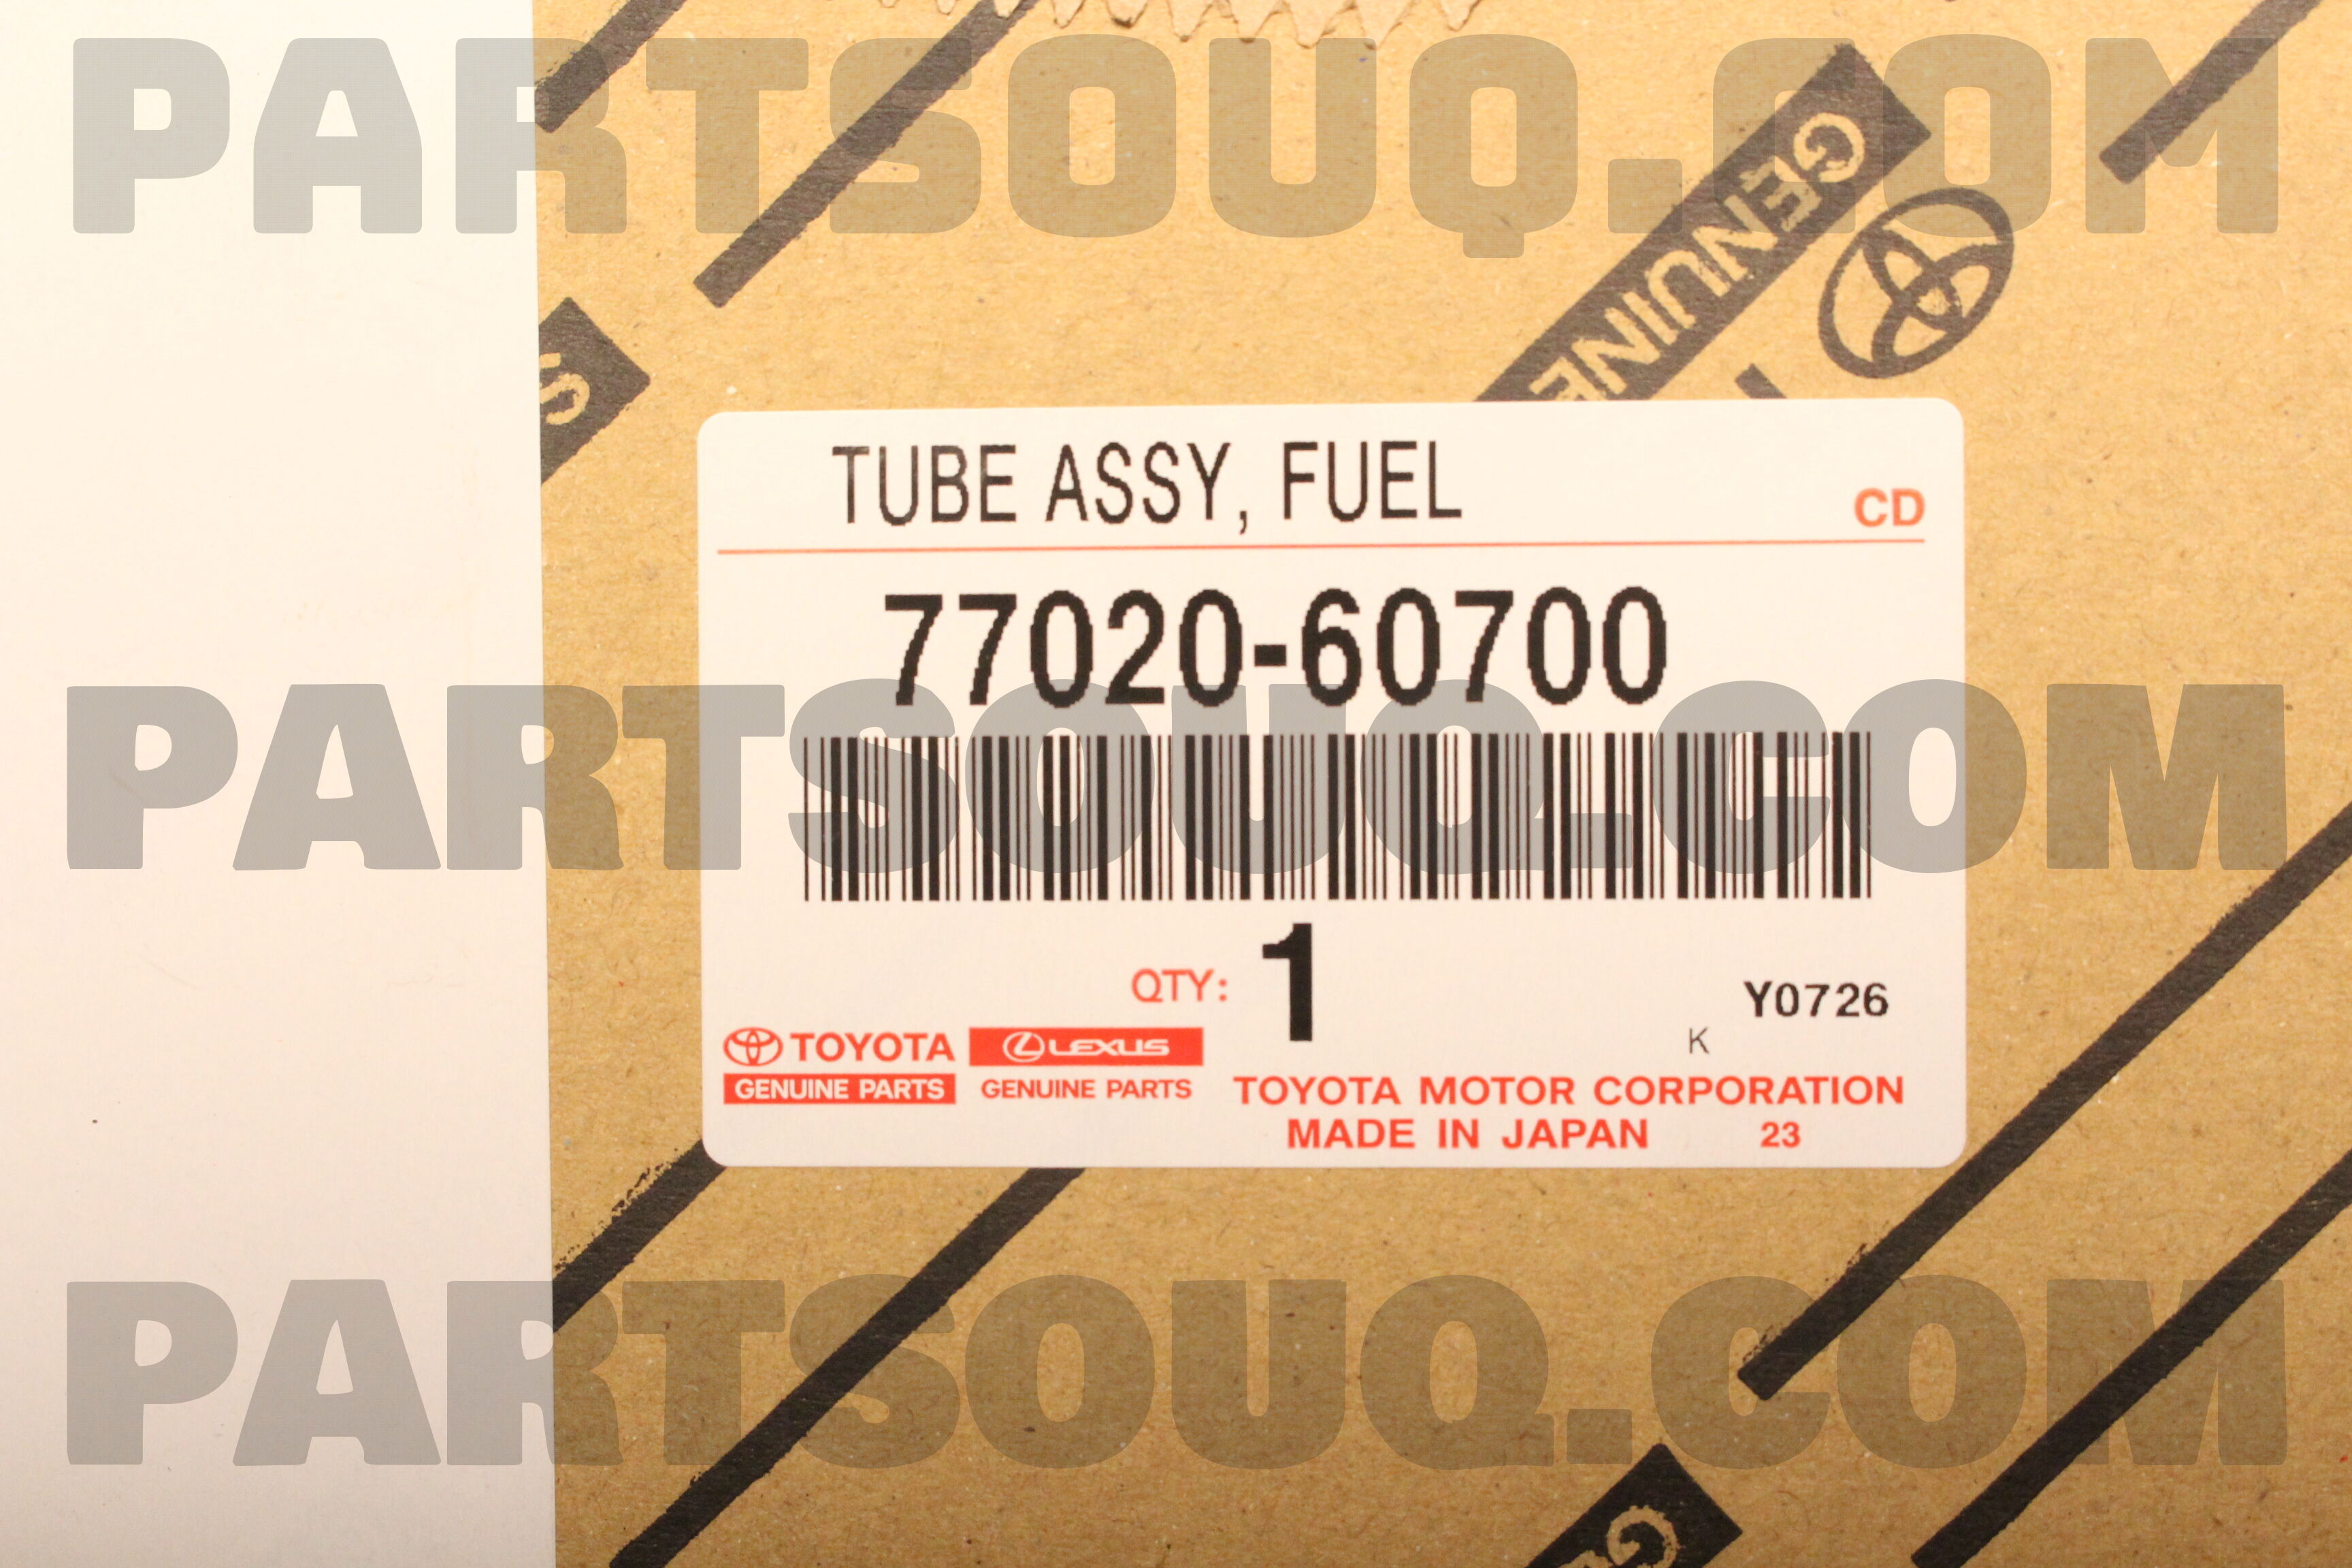 PARTSOUQ.COM
GENUINE
S
TUBE ASSY, FUEL
CD
77020-60700
PARTSOUQ.COM
QTY: 1
Y0726
K
TOYOTA
LEXUS
GENUINE PARTS
GENUINE PARTS
TOYOTA MOTOR CORPORATION
MADE IN JAPAN 23
PARTSOUQ.COM
G